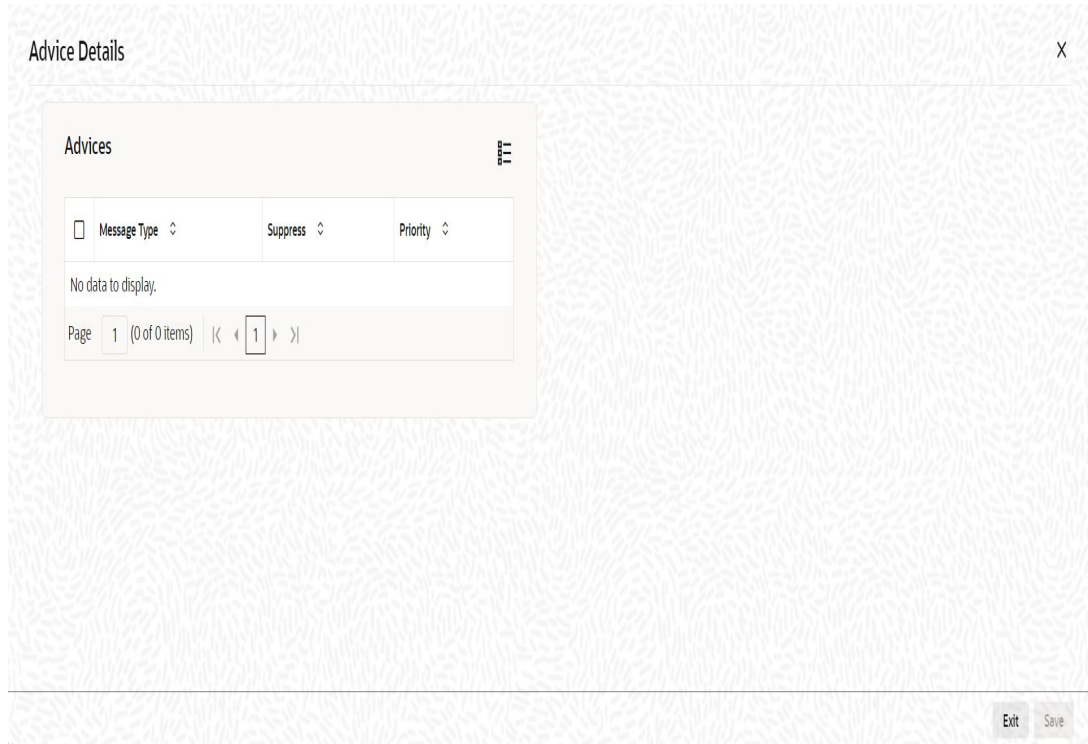 Advice Details
Advices
Message Type Suppress Priority
No data to display.
Page 1 (0 of 0 items) 1
Exit Save